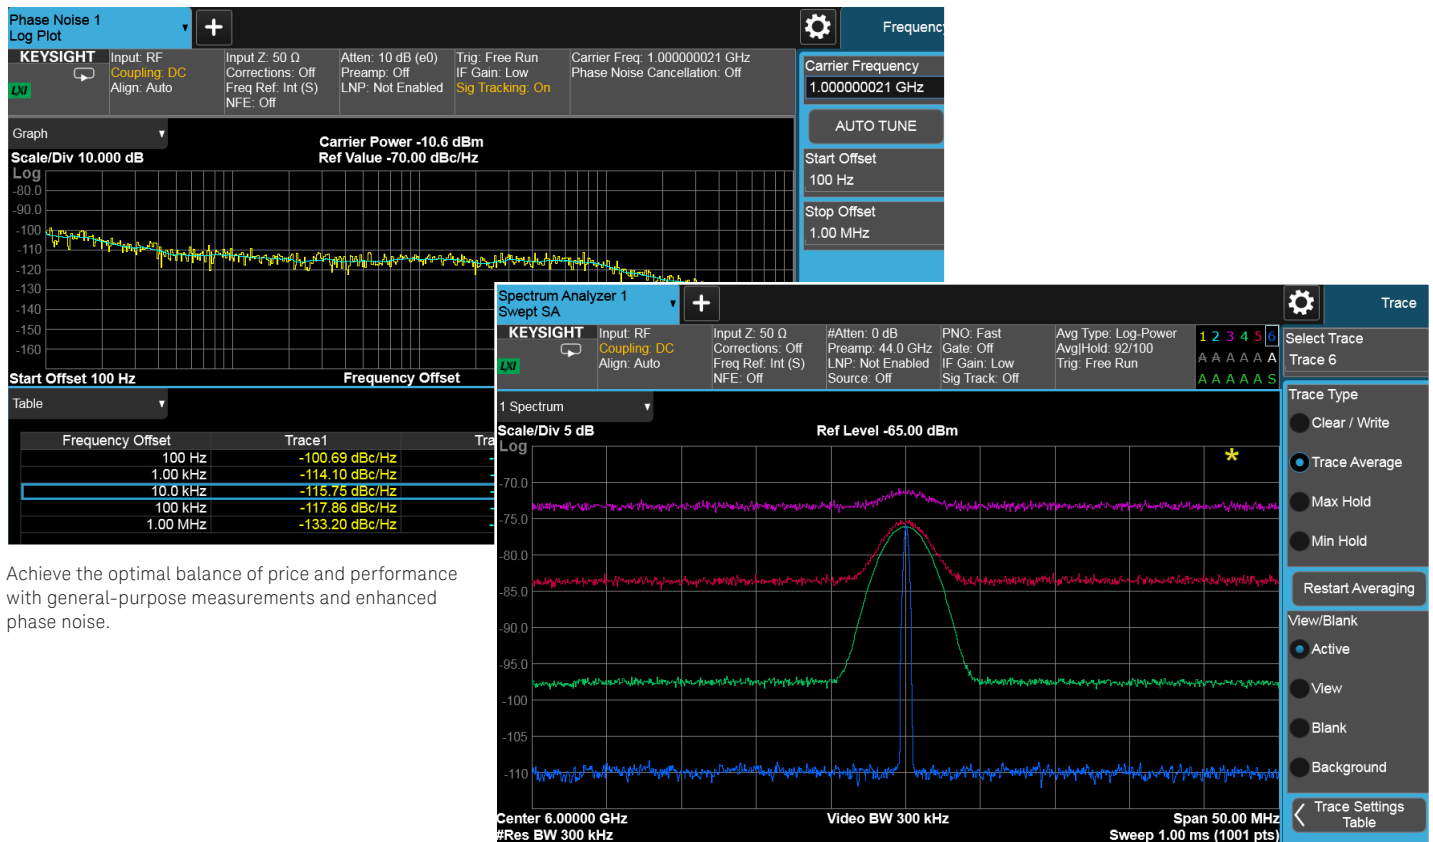 Phase Noise 1
Log Plot
Frequency
KEYSIGHT
LXI
Input: RF
Coupling: DC
Align: Auto
Input Z: 50 Ω
Corrections: Off
Freq Ref: Int (S)
NFE: Off
Atten: 10 dB (e0)
Preamp: Off
LNP: Not Enabled
Trig: Free Run
IF Gain: Low
Sig Tracking: On
Carrier Freq: 1.000000021 GHz
Phase Noise Cancellation: Off
Carrier Frequency
1.000000021 GHz
AUTO TUNE
Start Offset
100 Hz
Stop Offset
1.00 MHz
Graph
Scale/Div 10.000 dB
Carrier Power -10.6 dBm
Ref Value -70.00 dBc/Hz
Log
-80.0
-90.0
-100
-110
-120
-130
-140
-150
-160
Start Offset 100 Hz
Frequency Offset
Table
Frequency Offset Trace1 Tra
100 Hz -100.69 dBc/Hz -
1.00 kHz -114.10 dBc/Hz -
10.0 kHz -115.75 dBc/Hz -
100 kHz -117.86 dBc/Hz -
1.00 MHz -133.20 dBc/Hz -
Achieve the optimal balance of price and performance
with general-purpose measurements and enhanced
phase noise.
Spectrum Analyzer 1
Swept SA
Trace
KEYSIGHT
LXI
Input: RF
Coupling: DC
Align: Auto
Input Z: 50 Ω
Corrections: Off
Freq Ref: Int (S)
NFE: Off
#Atten: 0 dB
Preamp: 44.0 GHz
LNP: Not Enabled
Source: Off
PNO: Fast
Gate: Off
IF Gain: Low
Sig Track: Off
Avg Type: Log-Power
Avg|Hold: 92/100
Trig: Free Run
1 2 3 4 5 6
A A A A A A
A A A A A S
Select Trace
Trace 6
Trace Type
Clear / Write
Trace Average
Max Hold
Min Hold
Restart Averaging
View/Blank
Active
View
Blank
Background
Trace Settings
Table
1 Spectrum
Scale/Div 5 dB
Ref Level -65.00 dBm
Log
*
-70.0
-75.0
-80.0
-85.0
-90.0
-95.0
-100
-105
-110
Center 6.00000 GHz
#Res BW 300 kHz
Video BW 300 kHz
Span 50.00 MHz
Sweep 1.00 ms (1001 pts)